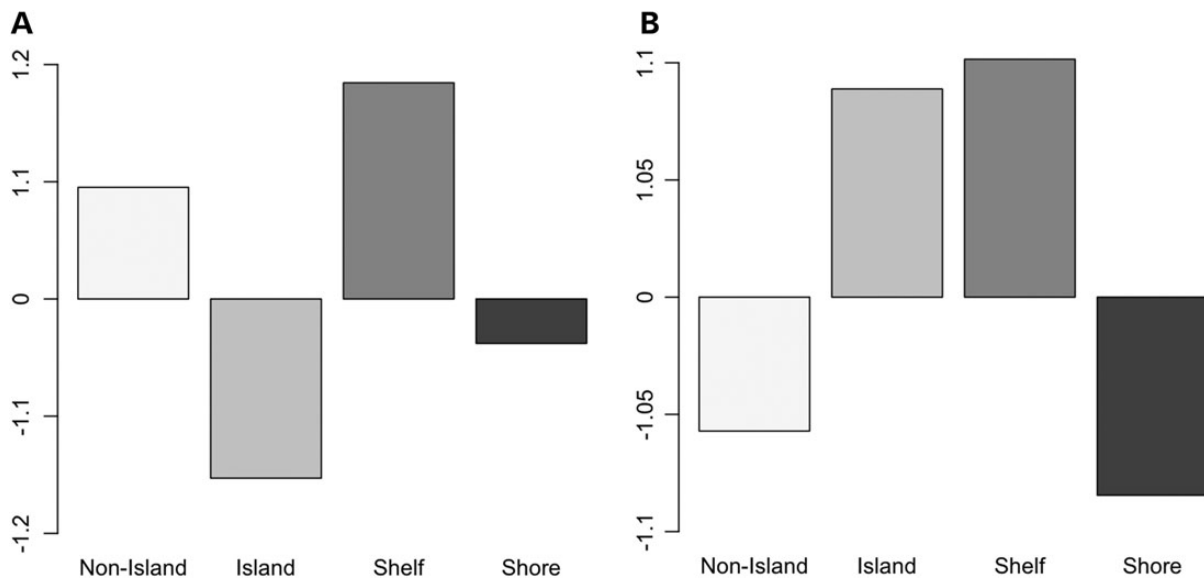 A
1.2
1.1
0
-1.1
-1.2
Non-Island Island Shelf Shore
B
1.1
1.05
0
-1.05
-1.1
Non-Island Island Shelf Shore